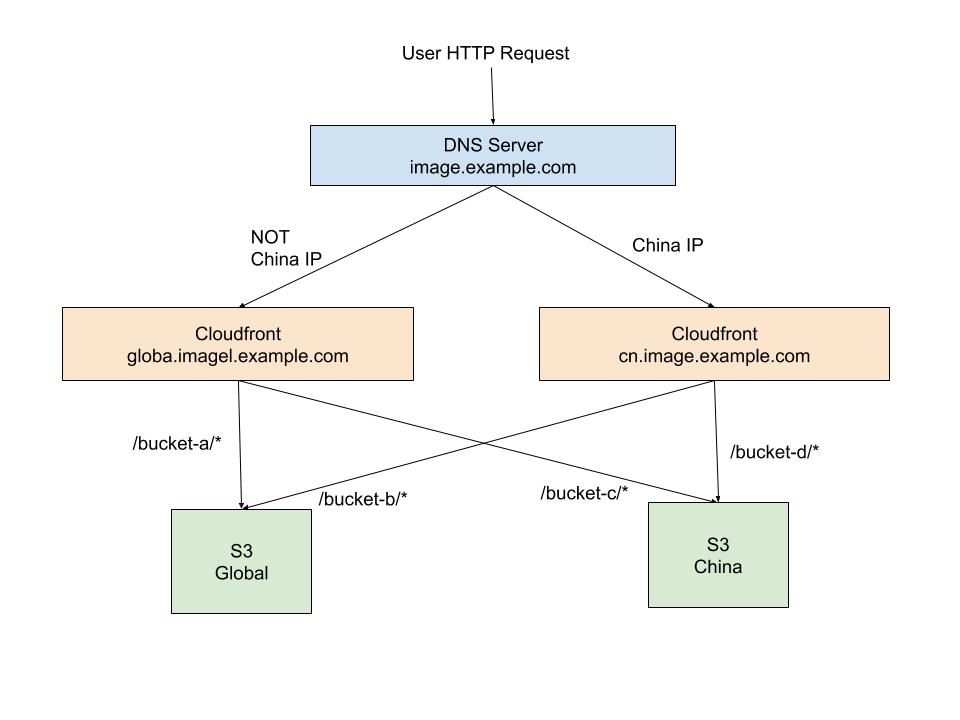 User HTTP Request
DNS Server
image.example.com
NOT
China IP
China IP
Cloudfront
globa.imagel.example.com
Cloudfront
cn.image.example.com
/bucket-a/*
/bucket-b/*
/bucket-c/*
/bucket-d/*
S3
Global
S3
China